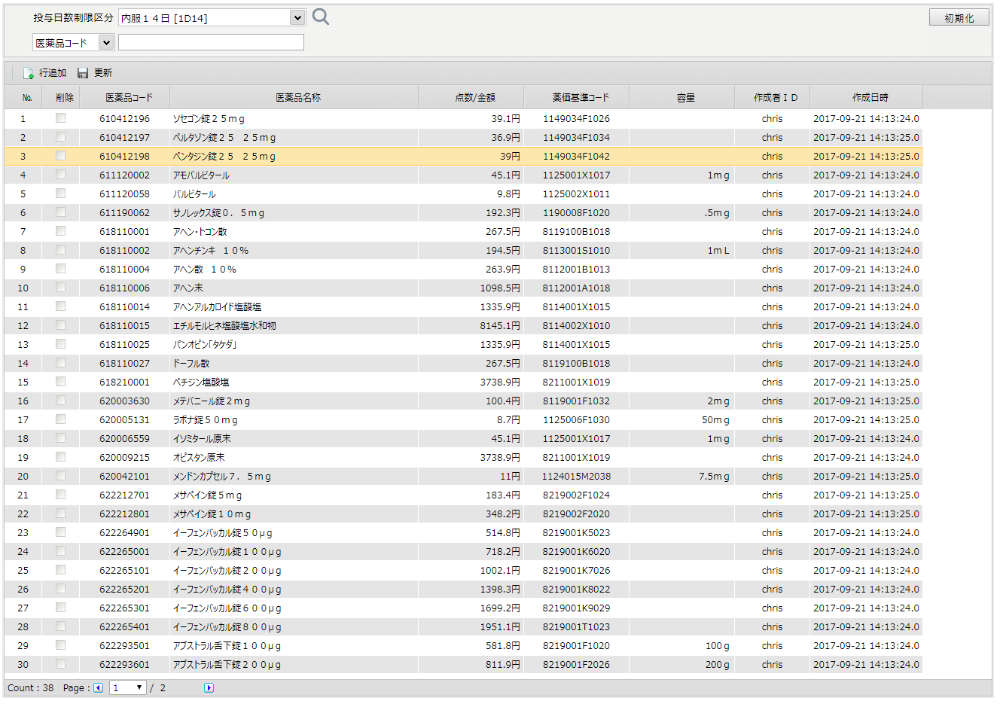 投与日数制限区分 内服１４日 [1D14] 初期化
医薬品コード
行追加 更新
No. 削除 医薬品コード 医薬品名称 点数/金額 薬価基準コード 容量 作成者ＩＤ 作成日時
1 610412196 ソセゴン錠２５ｍｇ 39.1円 1149034F1026 chris 2017-09-21 14:13:24.0
2 610412197 ペルタゾン錠２５　２５ｍｇ 36.9円 1149034F1034 chris 2017-09-21 14:13:25.0
3 610412198 ペンタジン錠２５　２５ｍｇ 39円 1149034F1042 chris 2017-09-21 14:13:25.0
4 611120002 アモバルビタール 45.1円 1125001X1017 1ｍｇ chris 2017-09-21 14:13:24.0
5 611120058 バルビタール 9.8円 1125002X1011 chris 2017-09-21 14:13:25.0
6 611190062 サノレックス錠０．５ｍｇ 192.3円 1190008F1020 .5ｍｇ chris 2017-09-21 14:13:24.0
7 618110001 アヘン・トコン散 267.5円 8119100B1018 chris 2017-09-21 14:13:24.0
8 618110002 アヘンチンキ　１０％ 194.5円 8113001S1010 1ｍＬ chris 2017-09-21 14:13:24.0
9 618110004 アヘン散　１０％ 263.9円 8112001B1013 chris 2017-09-21 14:13:24.0
10 618110006 アヘン末 1098.5円 8112001A1018 chris 2017-09-21 14:13:24.0
11 618110014 アヘンアルカロイド塩酸塩 1335.9円 8114001X1015 chris 2017-09-21 14:13:24.0
12 618110015 エチルモルヒネ塩酸塩水和物 8145.1円 8114002X1010 chris 2017-09-21 14:13:24.0
13 618110025 パンオピン「タケダ」 1335.9円 8114001X1015 chris 2017-09-21 14:13:25.0
14 618110027 ドーフル散 267.5円 8119100B1018 chris 2017-09-21 14:13:24.0
15 618210001 ペチジン塩酸塩 3738.9円 8211001X1019 chris 2017-09-21 14:13:25.0
16 620003630 メテバニール錠２ｍｇ 100.4円 8119001F1032 2ｍｇ chris 2017-09-21 14:13:25.0
17 620005131 ラボナ錠５０ｍｇ 8.7円 1125006F1030 50ｍｇ chris 2017-09-21 14:13:25.0
18 620006559 イソミタール原末 45.1円 1125001X1017 1ｍｇ chris 2017-09-21 14:13:24.0
19 620009215 オピスタン原末 3738.9円 8211001X1019 chris 2017-09-21 14:13:24.0
20 620042101 メンドンカプセル７．５ｍｇ 11円 1124015M2038 7.5ｍｇ chris 2017-09-21 14:13:25.0
21 622212701 メサペイン錠５ｍｇ 183.4円 8219002F1024 chris 2017-09-21 14:13:25.0
22 622212801 メサペイン錠１０ｍｇ 348.2円 8219002F2020 chris 2017-09-21 14:13:25.0
23 622264901 イーフェンバッカル錠５０μｇ 514.8円 8219001K5023 chris 2017-09-21 14:13:24.0
24 622265001 イーフェンバッカル錠１００μｇ 718.2円 8219001K6020 chris 2017-09-21 14:13:24.0
25 622265101 イーフェンバッカル錠２００μｇ 1002.1円 8219001K7026 chris 2017-09-21 14:13:24.0
26 622265201 イーフェンバッカル錠４００μｇ 1398.3円 8219001K8022 chris 2017-09-21 14:13:24.0
27 622265301 イーフェンバッカル錠６００μｇ 1699.2円 8219001K9029 chris 2017-09-21 14:13:24.0
28 622265401 イーフェンバッカル錠８００μｇ 1951.1円 8219001T1023 chris 2017-09-21 14:13:24.0
29 622293501 アブストラル舌下錠１００μｇ 581.8円 8219001F1020 100ｇ chris 2017-09-21 14:13:24.0
30 622293601 アブストラル舌下錠２００μｇ 811.9円 8219001F2026 200ｇ chris 2017-09-21 14:13:24.0
Count : 38 Page : 1 / 2